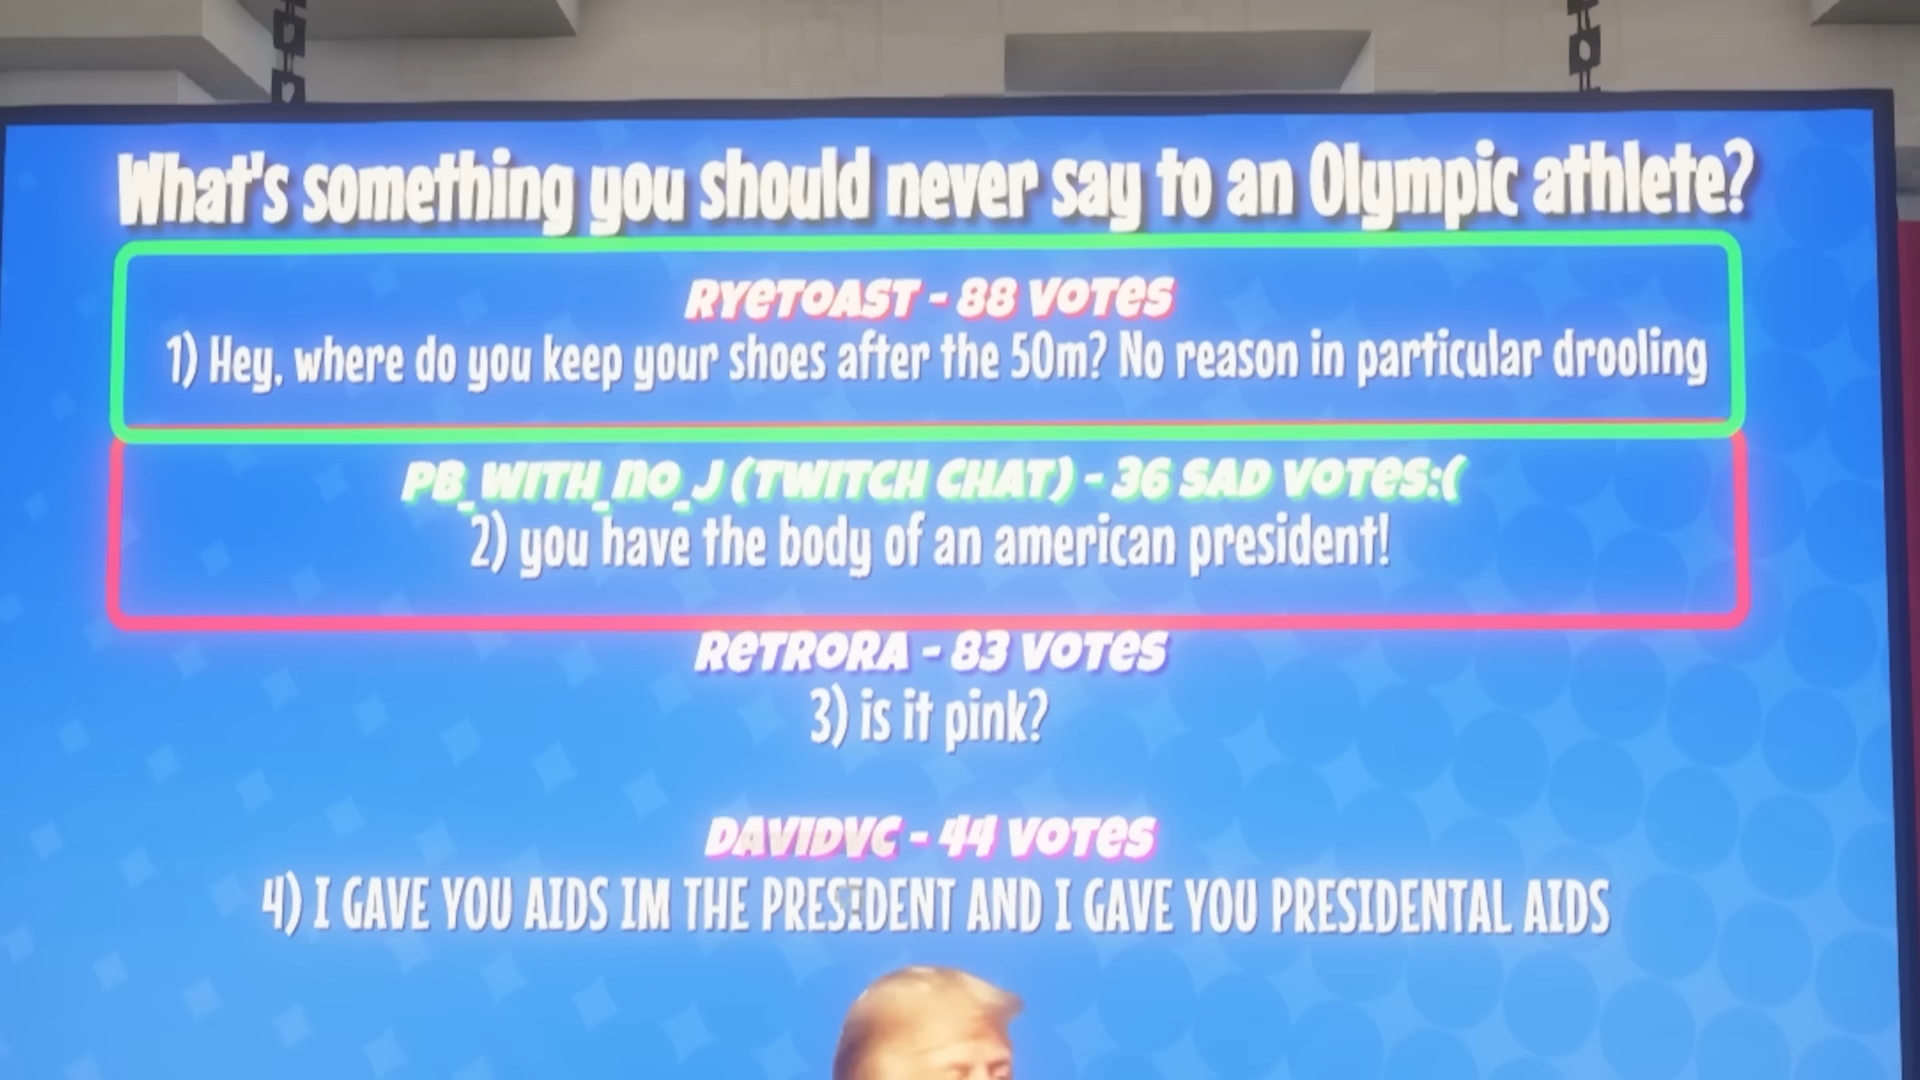 What's something you should never say to an Olympic athlete?
RYETOAST - 88 VOTES
1) Hey, where do you keep your shoes after the 50m? No reason in particular drooling
PB_WITH_NO_J (TWITCH CHAT) - 36 SAD VOTES:(
2) you have the body of an american president!
RETRORA - 83 VOTES
3) is it pink?
DAVIDVC - 44 VOTES
4) I GAVE YOU AIDS IM THE PRESIDENT AND I GAVE YOU PRESIDENTAL AIDS